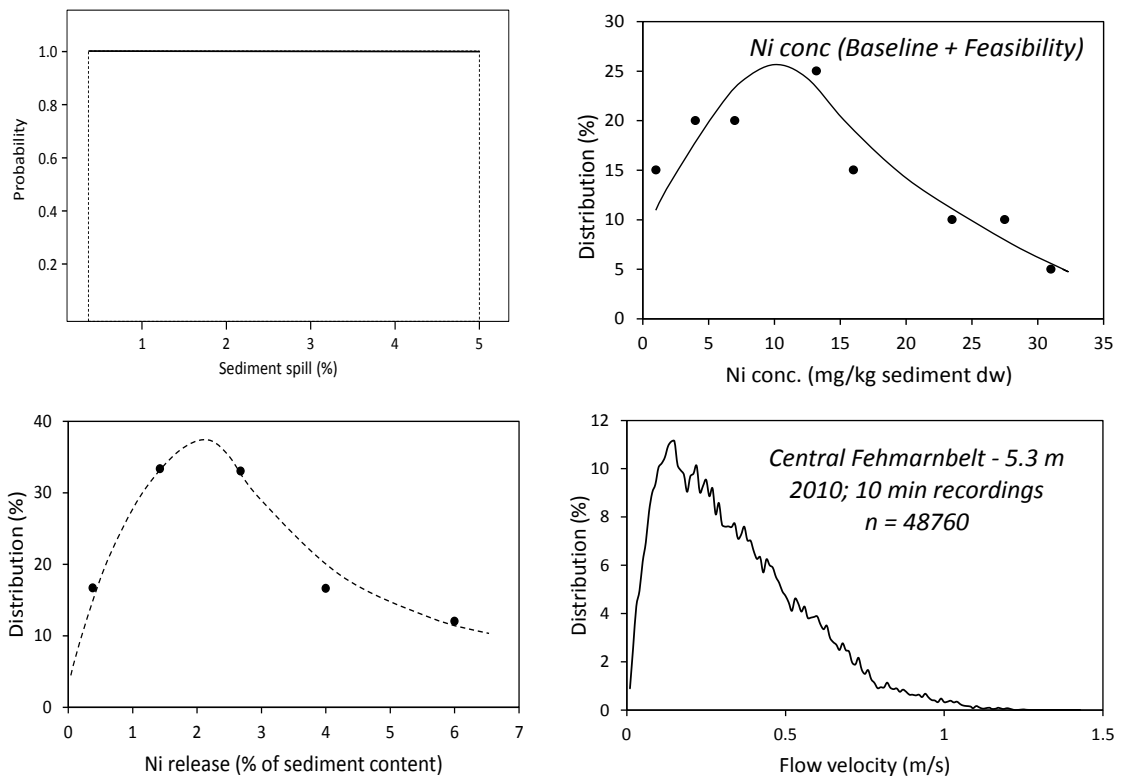 Probability
1.0
0.8
0.6
0.4
0.2
1 2 3 4 5
Sediment spill (%)
Ni conc (Baseline + Feasibility)
Distribution (%)
30
25
20
15
10
5
0
0 5 10 15 20 25 30 35
Ni conc. (mg/kg sediment dw)
Distribution (%)
40
30
20
10
0
0 1 2 3 4 5 6 7
Ni release (% of sediment content)
Central Fehmarnbelt - 5.3 m
2010; 10 min recordings
n = 48760
Distribution (%)
12
10
8
6
4
2
0
0 0.5 1 1.5
Flow velocity (m/s)